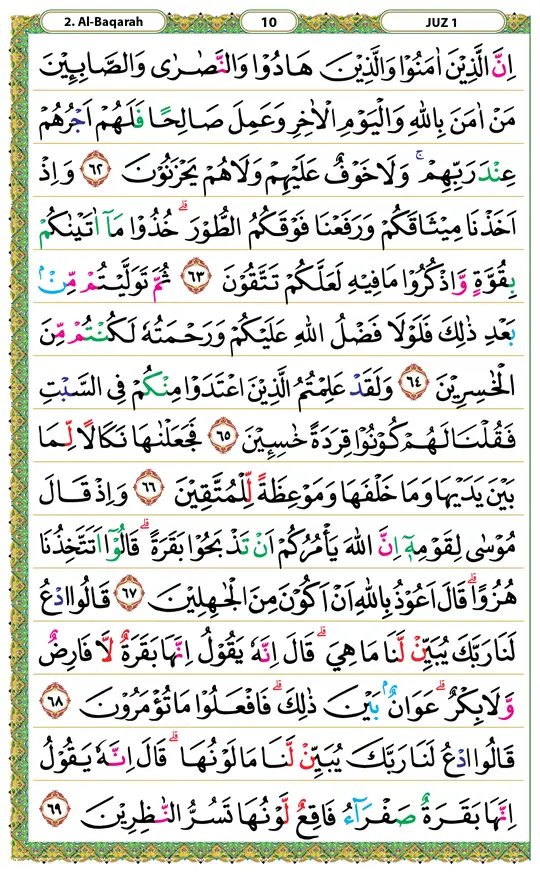 2. Al-Baqarah
10
JUZ 1
اِنَّ الَّذِيْنَ اٰمَنُوْا وَالَّذِيْنَ هَادُوْا وَالنَّصٰرٰى وَالصَّابِـِٕيْنَ
مَنْ اٰمَنَ بِاللّٰهِ وَالْيَوْمِ الْاٰخِرِ وَعَمِلَ صَالِحًا فَلَهُمْ اَجْرُهُمْ
عِنْدَ رَبِّهِمْۚ وَلَا خَوْفٌ عَلَيْهِمْ وَلَا هُمْ يَحْزَنُوْنَ ٦٢ وَاِذْ
اَخَذْنَا مِيْثَاقَكُمْ وَرَفَعْنَا فَوْقَكُمُ الطُّوْرَۗ خُذُوْا مَآ اٰتَيْنٰكُمْ
بِقُوَّةٍ وَّاذْكُرُوْا مَا فِيْهِ لَعَلَّكُمْ تَتَّقُوْنَ ٦٣ ثُمَّ تَوَلَّيْتُمْ مِّنْۢ
بَعْدِ ذٰلِكَ فَلَوْلَا فَضْلُ اللّٰهِ عَلَيْكُمْ وَرَحْمَتُهٗ لَكُنْتُمْ مِّنَ
الْخٰسِرِيْنَ ٦٤ وَلَقَدْ عَلِمْتُمُ الَّذِيْنَ اعْتَدَوْا مِنْكُمْ فِى السَّبْتِ
فَقُلْنَا لَهُمْ كُوْنُوْا قِرَدَةً خٰسِـِٕيْنَ ٦٥ فَجَعَلْنٰهَا نَكَالًا لِّمَا
بَيْنَ يَدَيْهَا وَمَا خَلْفَهَا وَمَوْعِظَةً لِّلْمُتَّقِيْنَ ٦٦ وَاِذْ قَالَ
مُوْسٰى لِقَوْمِهٖٓ اِنَّ اللّٰهَ يَأْمُرُكُمْ اَنْ تَذْبَحُوْا بَقَرَةًۗ قَالُوْٓا اَتَتَّخِذُنَا
هُزُوًاۗ قَالَ اَعُوْذُ بِاللّٰهِ اَنْ اَكُوْنَ مِنَ الْجٰهِلِيْنَ ٦٧ قَالُوا ادْعُ
لَنَا رَبَّكَ يُبَيِّنْ لَّنَا مَا هِيَۗ قَالَ اِنَّهٗ يَقُوْلُ اِنَّهَا بَقَرَةٌ لَّا فَارِضٌ
وَّلَا بِكْرٌۗ عَوَانٌۢ بَيْنَ ذٰلِكَۗ فَافْعَلُوْا مَا تُؤْمَرُوْنَ ٦٨
قَالُوا ادْعُ لَنَا رَبَّكَ يُبَيِّنْ لَّنَا مَا لَوْنُهَاۗ قَالَ اِنَّهٗ يَقُوْلُ
اِنَّهَا بَقَرَةٌ صَفْرَاۤءُ فَاقِعٌ لَّوْنُهَا تَسُرُّ النّٰظِرِيْنَ ٦٩